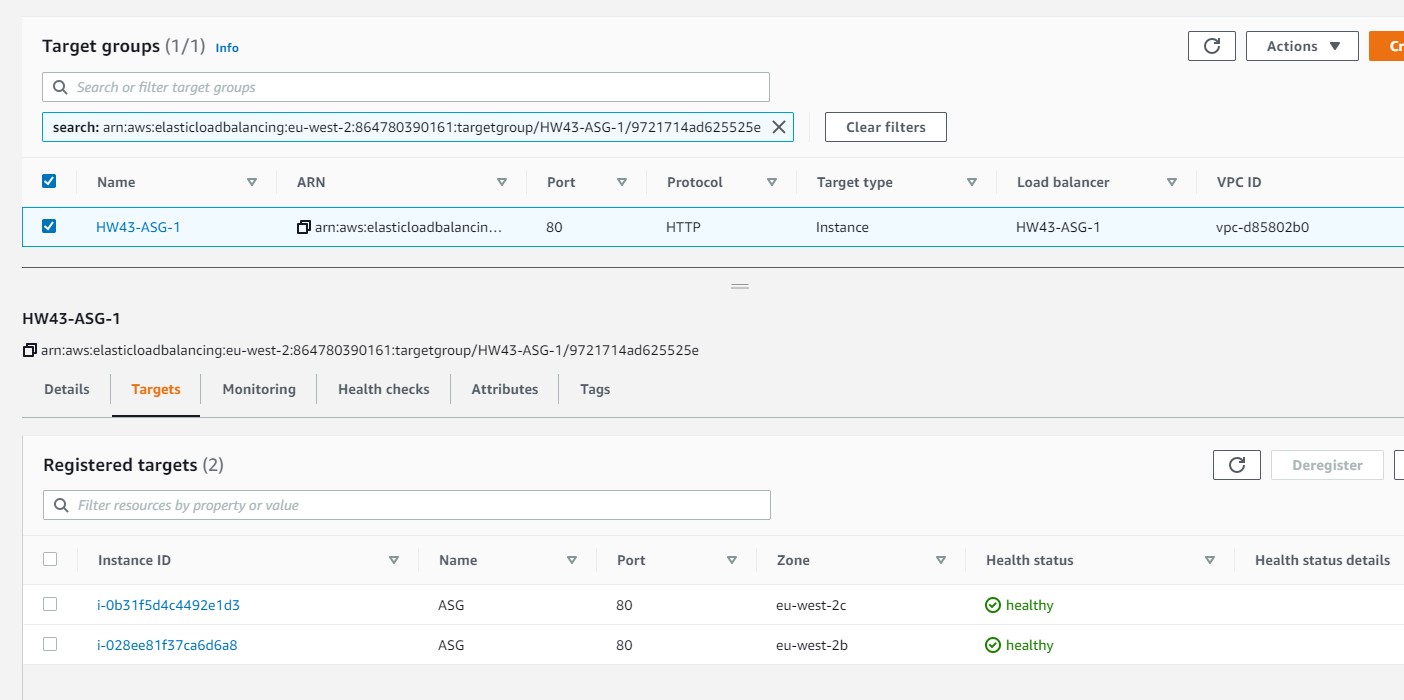 Target groups (1/1) Info
Actions
Cr
Search or filter target groups
search: arn:aws:elasticloadbalancing:eu-west-2:864780390161:targetgroup/HW43-ASG-1/9721714ad625525e
Clear filters
Name ARN Port Protocol Target type Load balancer VPC ID
HW43-ASG-1 arn:aws:elasticloadbalancin… 80 HTTP Instance HW43-ASG-1 vpc-d85802b0
HW43-ASG-1
arn:aws:elasticloadbalancing:eu-west-2:864780390161:targetgroup/HW43-ASG-1/9721714ad625525e
Details Targets Monitoring Health checks Attributes Tags
Registered targets (2)
Deregister
Filter resources by property or value
Instance ID Name Port Zone Health status Health status details
i-0b31f5d4c4492e1d3 ASG 80 eu-west-2c healthy
i-028ee81f37ca6d6a8 ASG 80 eu-west-2b healthy